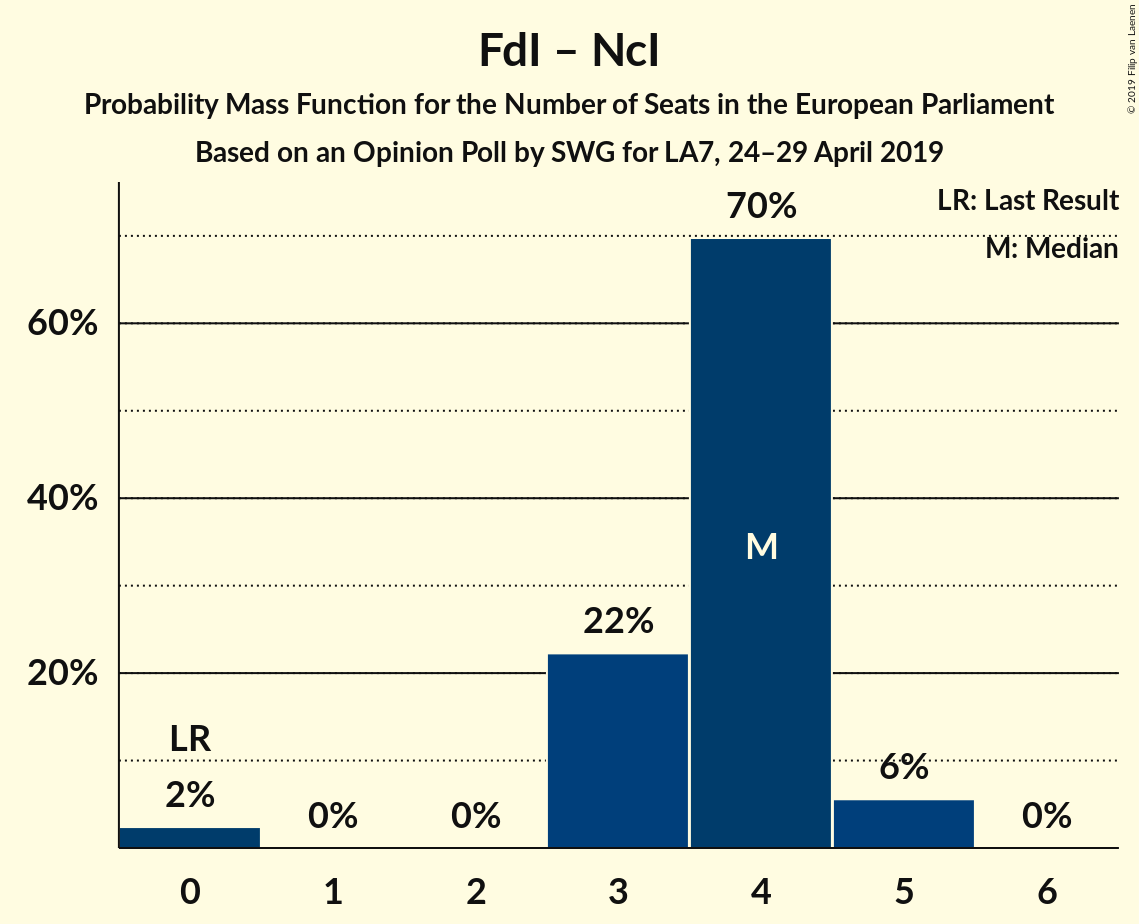 FdI – NcI
Probability Mass Function for the Number of Seats in the European Parliament
Based on an Opinion Poll by SWG for LA7, 24–29 April 2019
© 2019 Filip van Laenen
LR: Last Result
M: Median
70%
60%
40%
M
22%
20%
LR
6%
2%
0%
0%
0%
0 1 2 3 4 5 6